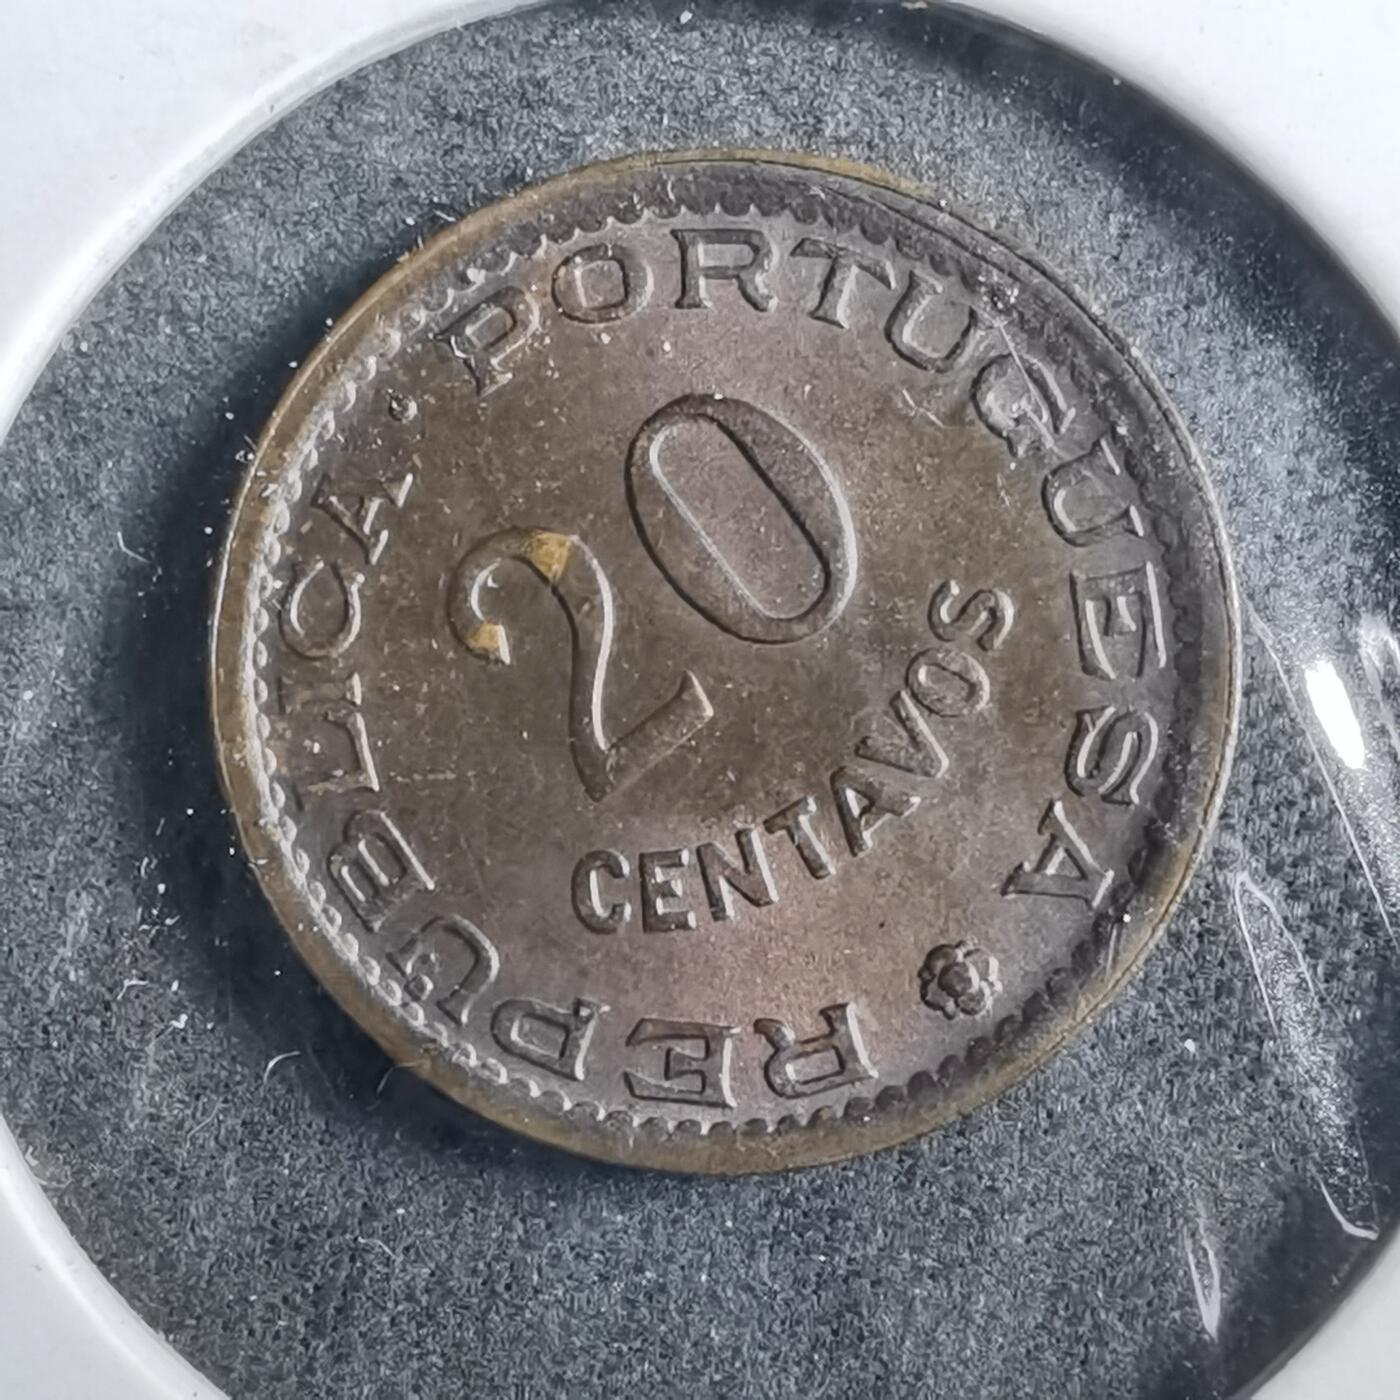 REPUBLICA · PORTUGUESA
20
CENTAVOS